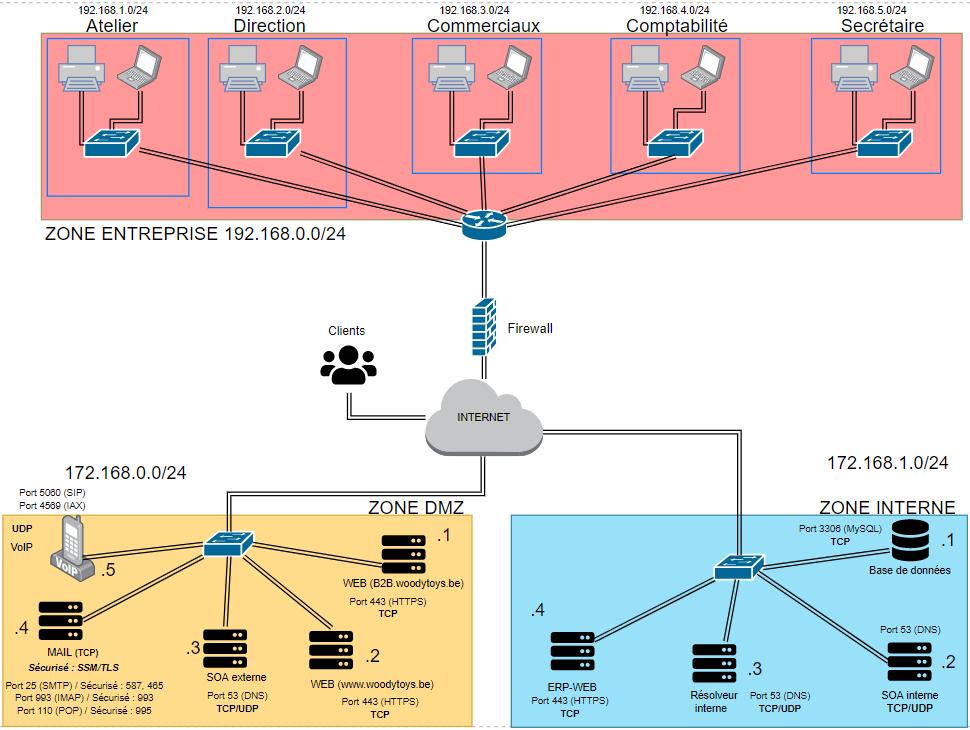 192.168.1.0/24
192.168.2.0/24
192.168.3.0/24
192.168.4.0/24
192.168.5.0/24
Atelier
Direction
Commerciaux
Comptabilité
Secrétaire
ZONE ENTREPRISE 192.168.0.0/24
Firewall
Clients
INTERNET
172.168.0.0/24
Port 5060 (SIP)
Port 4569 (IAX)
ZONE DMZ
UDP
VoIP
VoIP
.5
.1
WEB (B2B.woodytoys.be)
Port 443 (HTTPS)
TCP
.4
MAIL (TCP)
Sécurisé : SSM/TLS
Port 25 (SMTP) / Sécurisé : 587, 465
Port 993 (IMAP) / Sécurisé : 993
Port 110 (POP) / Sécurisé : 995
.3
SOA externe
Port 53 (DNS)
TCP/UDP
.2
WEB (www.woodytoys.be)
Port 443 (HTTPS)
TCP
172.168.1.0/24
ZONE INTERNE
Port 3306 (MySQL)
TCP
.1
Base de données
.4
ERP-WEB
Port 443 (HTTPS)
TCP
.3
Résolveur
interne
Port 53 (DNS)
TCP/UDP
Port 53 (DNS)
.2
SOA interne
TCP/UDP